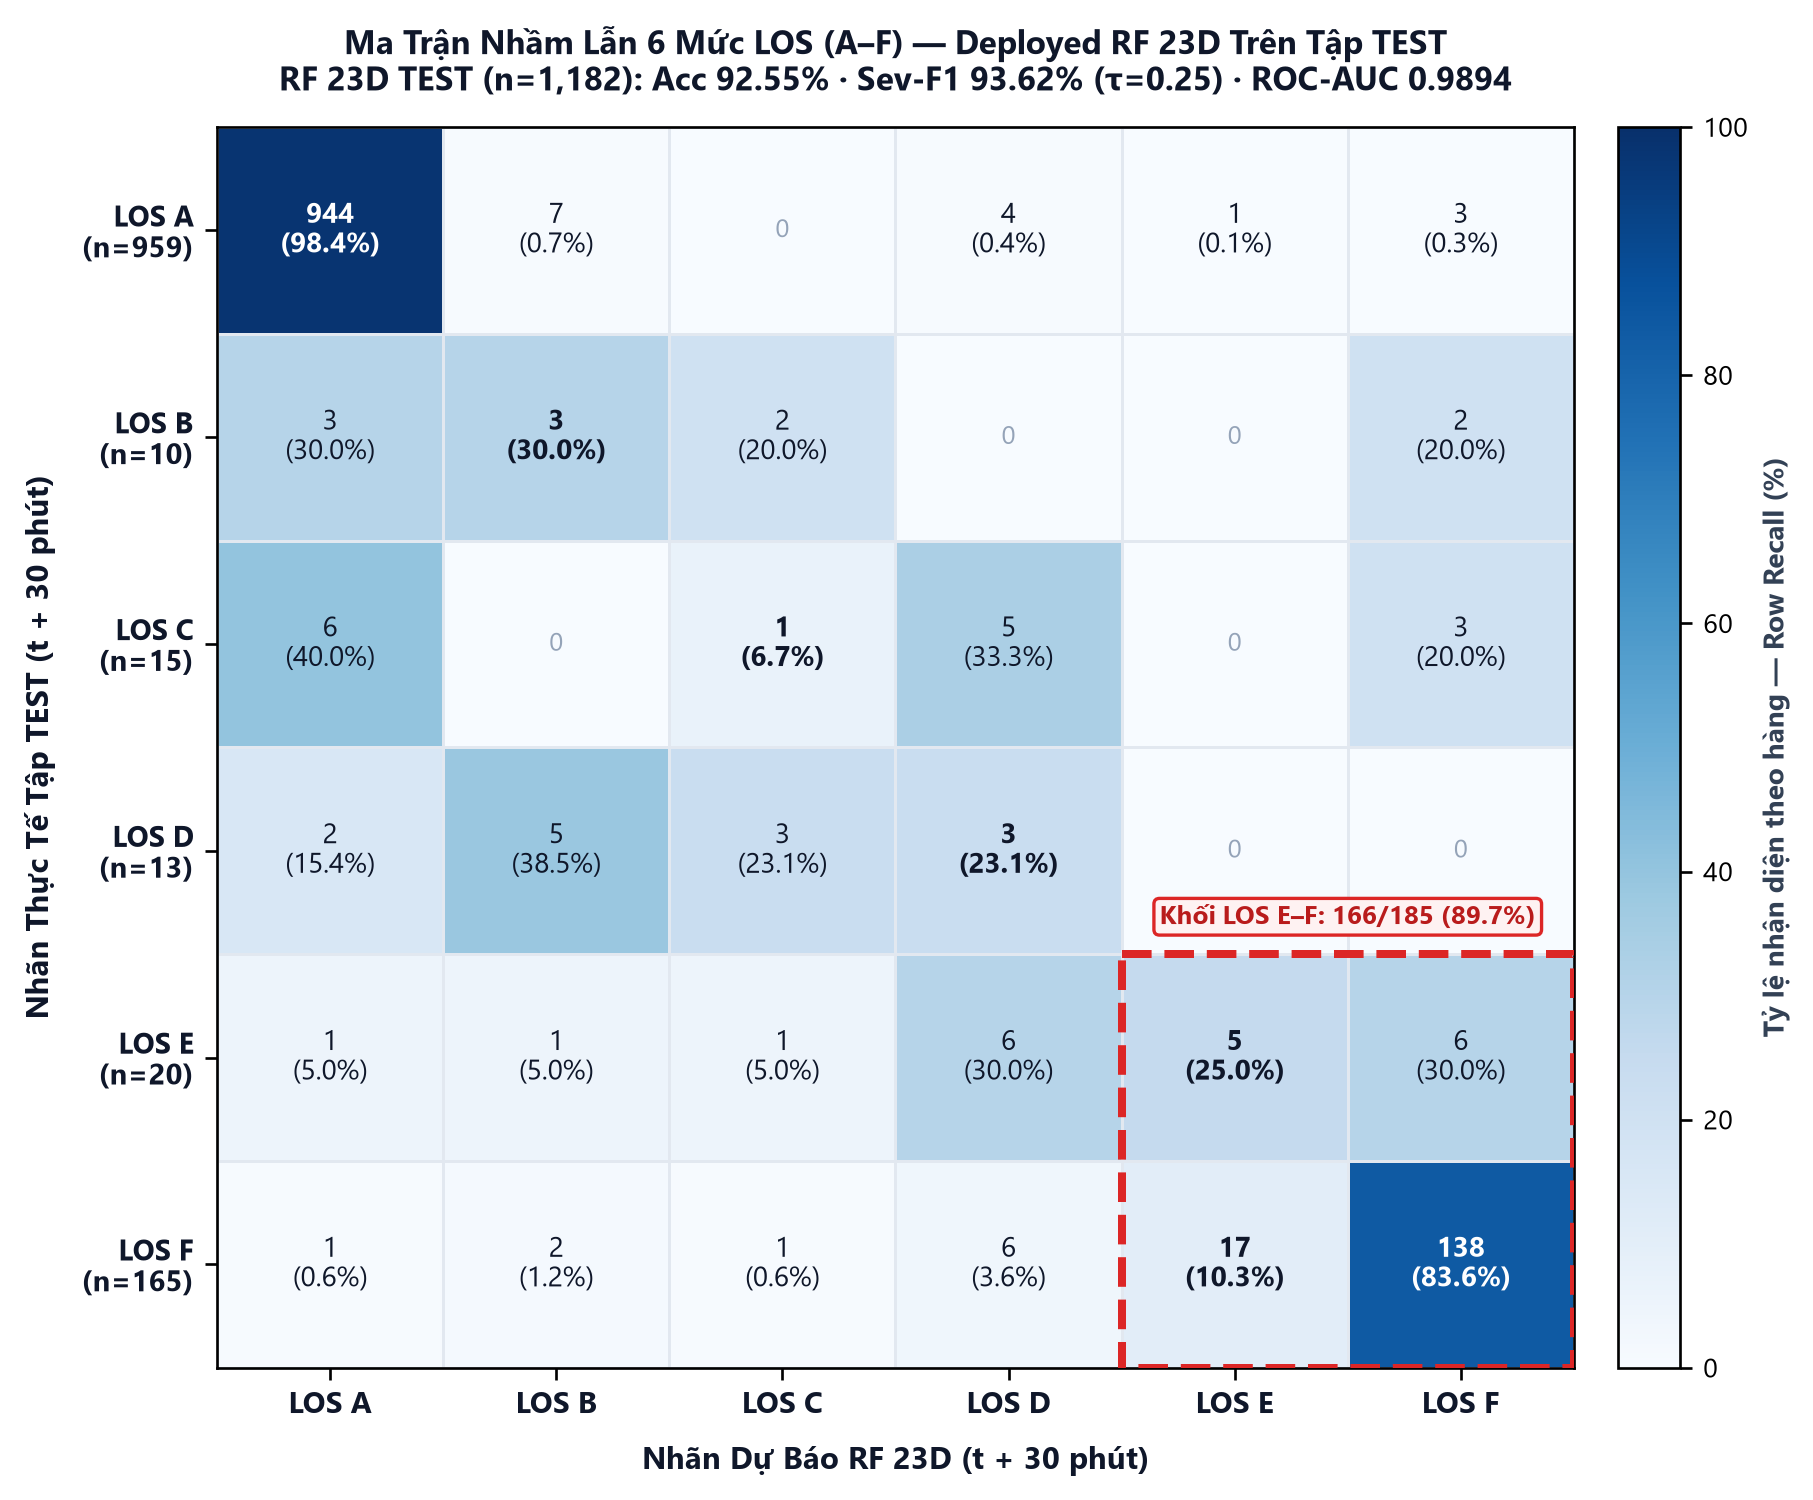 Ma Trận Nhầm Lẫn 6 Mức LOS (A–F) — Deployed RF 23D Trên Tập TEST
RF 23D TEST (n=1,182): Acc 92.55% · Sev-F1 93.62% (τ=0.25) · ROC-AUC 0.9894
Nhãn Thực Tế Tập TEST (t + 30 phút)
LOS A
(n=959)
944
(98.4%)
7
(0.7%)
0
4
(0.4%)
1
(0.1%)
3
(0.3%)
LOS B
(n=10)
3
(30.0%)
3
(30.0%)
2
(20.0%)
0
0
2
(20.0%)
LOS C
(n=15)
6
(40.0%)
0
1
(6.7%)
5
(33.3%)
0
3
(20.0%)
LOS D
(n=13)
2
(15.4%)
5
(38.5%)
3
(23.1%)
3
(23.1%)
0
0
Khối LOS E–F: 166/185 (89.7%)
LOS E
(n=20)
1
(5.0%)
1
(5.0%)
1
(5.0%)
6
(30.0%)
5
(25.0%)
6
(30.0%)
LOS F
(n=165)
1
(0.6%)
2
(1.2%)
1
(0.6%)
6
(3.6%)
17
(10.3%)
138
(83.6%)
LOS A
LOS B
LOS C
LOS D
LOS E
LOS F
Nhãn Dự Báo RF 23D (t + 30 phút)
100
80
60
40
20
0
Tỷ lệ nhận diện theo hàng — Row Recall (%)